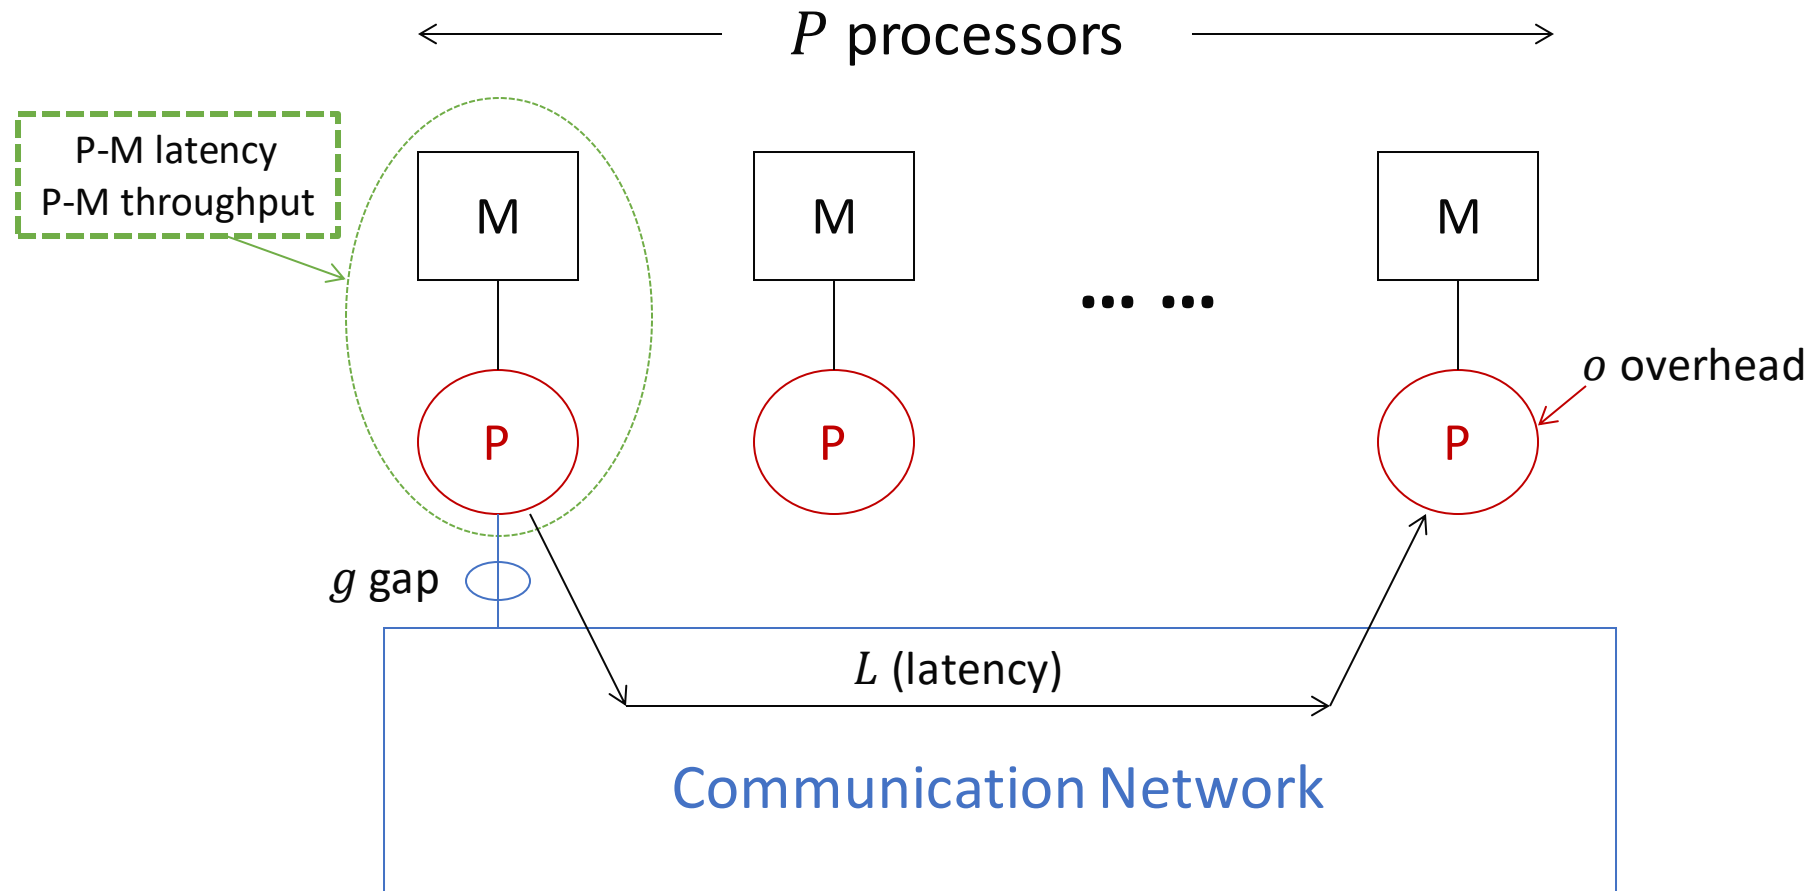 P processors
P-M latency
P-M throughput
M
M
M
... ...
o overhead
P
P
P
g gap
L (latency)
Communication Network